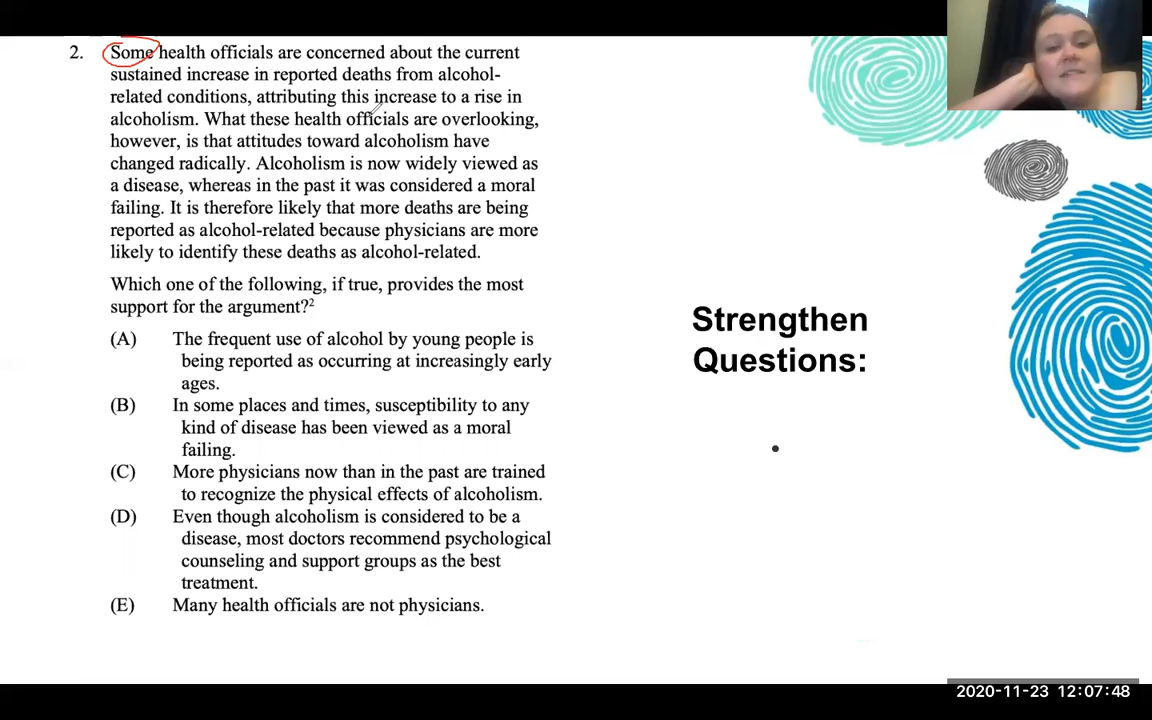 2. Some health officials are concerned about the current
sustained increase in reported deaths from alcohol-
related conditions, attributing this increase to a rise in
alcoholism. What these health officials are overlooking,
however, is that attitudes toward alcoholism have
changed radically. Alcoholism is now widely viewed as
a disease, whereas in the past it was considered a moral
failing. It is therefore likely that more deaths are being
reported as alcohol-related because physicians are more
likely to identify these deaths as alcohol-related.
Which one of the following, if true, provides the most
support for the argument?²
(A) The frequent use of alcohol by young people is
being reported as occurring at increasingly early
ages.
(B) In some places and times, susceptibility to any
kind of disease has been viewed as a moral
failing.
(C) More physicians now than in the past are trained
to recognize the physical effects of alcoholism.
(D) Even though alcoholism is considered to be a
disease, most doctors recommend psychological
counseling and support groups as the best
treatment.
(E) Many health officials are not physicians.
Strengthen
Questions:
2020-11-23 12:07:48